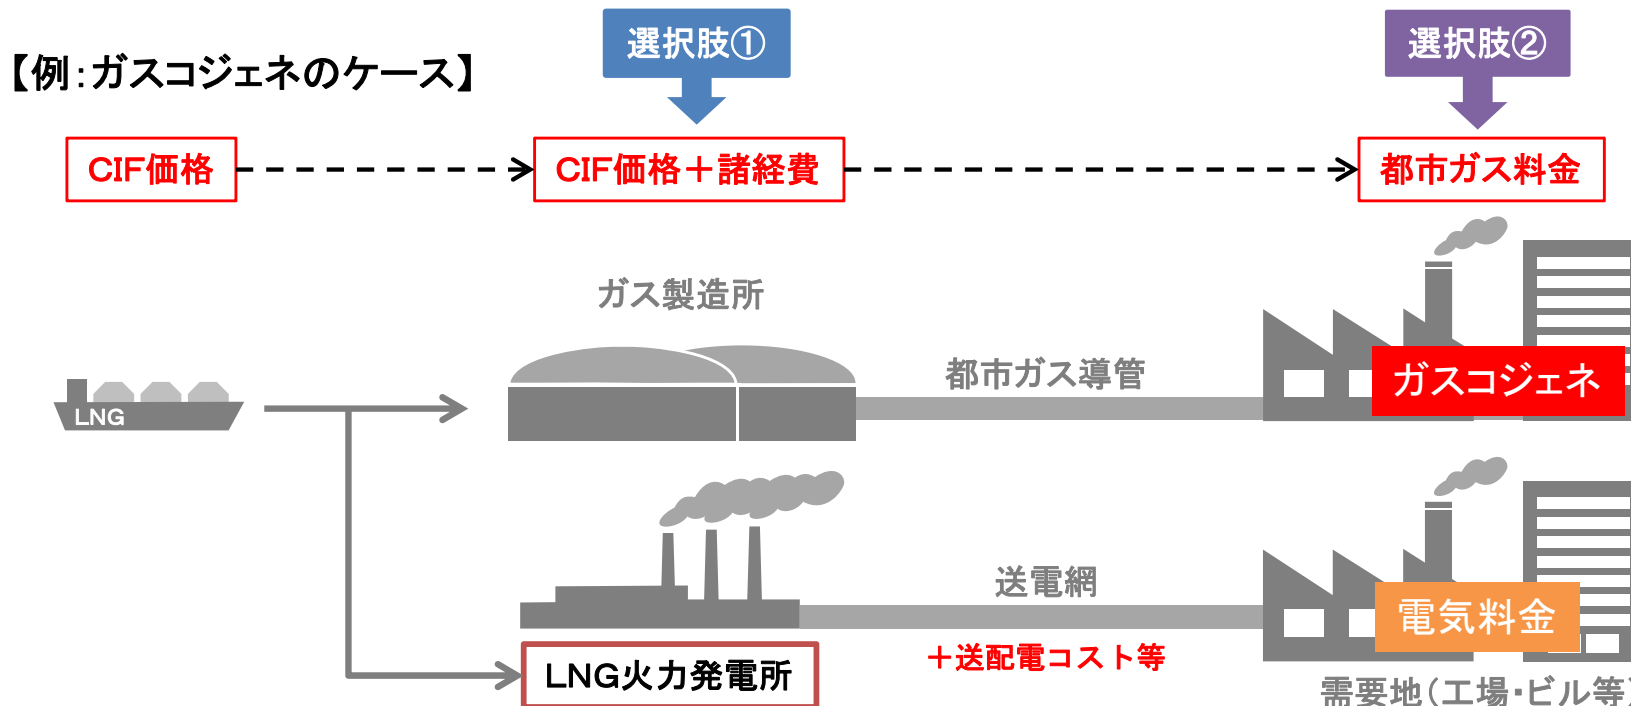 選択肢①
選択肢②
【例：ガスコジェネのケース】
CIF価格
CIF価格＋諸経費
都市ガス料金
ガス製造所
都市ガス導管
ガスコジェネ
LNG
送電網
電気料金
＋送配電コスト等
LNG火力発電所
需要地（工場・ビル等）